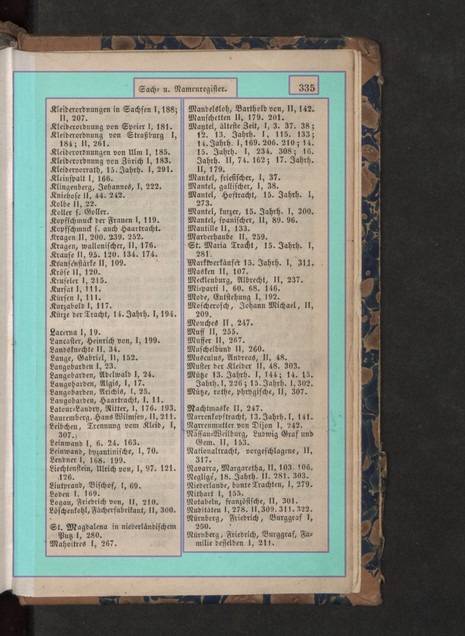 Sach- u. Namenregister.
335
Kleiderordnungen in Sachsen I, 188;
II, 207.
Kleiderordnung von Speier I, 181.
Kleiderordnung von Straßburg I,
184; II, 261.
Kleiderordnungen von Ulm I, 185.
Kleiderordnung von Zürich I, 183.
Kleidervorrath, 15. Jahrh. I, 291.
Kleinspalt I, 166.
Klingenberg, Johannes, I, 222.
Kniehose II, 44. 242.
Kolbe II, 22.
Koller s. Goller.
Kopfschmuck der Frauen I, 119.
Kopfschmuck s. auch Haartracht.
Kragen II, 200. 239. 252.
Kragen, wallonischer, II, 176.
Krause II, 95. 120. 134. 174.
Krausenstärke II, 109.
Kröse II, 120.
Kruseler I, 215.
Kursat I, 111.
Kürsen I, 111.
Kurzebold I, 117.
Kürze der Tracht, 14. Jahrh. I, 194.
Lacerna I, 19.
Lancaster, Heinrich von, I, 199.
Landsknechte II, 34.
Lange, Gabriel, II, 152.
Langobarden I, 23.
Langobarden, Adelwald I, 24.
Langobarden, Algis, I, 17.
Langobarden, Arichis, I, 25.
Langobarden, Haartracht, I, 11.
Latour-Landry, Ritter, I, 176. 193.
Lauremberg, Hans Wilmsen, II, 211.
Leibchen, Trennung vom Kleid, I,
307.
Leinwand I, 6. 24. 163.
Leinwand, byzantinische, I, 70.
Lendner I, 168. 199.
Liechtenstein, Ulrich von, I, 97. 121.
126.
Liutprand, Bischof, I, 69.
Loden I, 169.
Logau, Friedrich von, II, 210.
Löschenkohl, Fächerfabrikant, II, 300.
St. Magdalena in niederländischem
Putz I, 280.
Mahoitres I, 267.
Mandelsloh, Barthold von, II, 142.
Manschetten II, 179. 201.
Mantel, älteste Zeit, I, 3. 37. 38;
12. 13. Jahrh. I, 115. 133;
14. Jahrh. I, 169. 206. 210; 14.
15. Jahrh. I, 234. 308; 16.
Jahrh. II, 74. 162; 17. Jahrh.
II, 179.
Mantel, friesischer, I, 37.
Mantel, gallischer, I, 38.
Mantel, Hoftracht, 15. Jahrh. I,
273.
Mantel, kurzer, 15. Jahrh. I, 300.
Mantel, spanischer, II, 89. 96.
Mantille II, 133.
Marderhaube II, 259.
St. Maria Tracht, 15. Jahrh. I,
281.
Marktverkäufer 15. Jahrh. I, 311.
Masken II, 107.
Mecklenburg, Albrecht, II, 237.
Miparti I, 60. 68. 146.
Mode, Entstehung I, 192.
Moscherosch, Johann Michael, II,
209.
Mouches II, 247.
Muff II, 255.
Muffer II, 267.
Muschelbind II, 260.
Musculus, Andreas, II, 48.
Muster der Kleider II, 48. 303.
Mütze 13. Jahrh. I, 144; 14. 15.
Jahrh. I, 226; 15. Jahrh. I, 302.
Mütze, rothe, phrygische, II, 307.
Nachtmaske II, 247.
Narrenkopftracht, 13. Jahrh. I, 141.
Narrenmutter von Dijon I, 242.
Nassau-Weilburg, Ludwig Graf und
Gem. II, 153.
Nationaltracht, vorgeschlagene, II,
317.
Navarra, Margaretha, II, 103. 106.
Negligé, 18. Jahrh. II, 281. 303.
Niederlande, bunte Trachten, I, 279.
Nithart I, 155.
Notabeln, französische, II, 301.
Nuditäten I, 278. II, 309. 311. 322.
Nürnberg, Friedrich, Burggraf I,
250.
Nürnberg, Friedrich, Burggraf, Fa-
milie desselben I, 211.